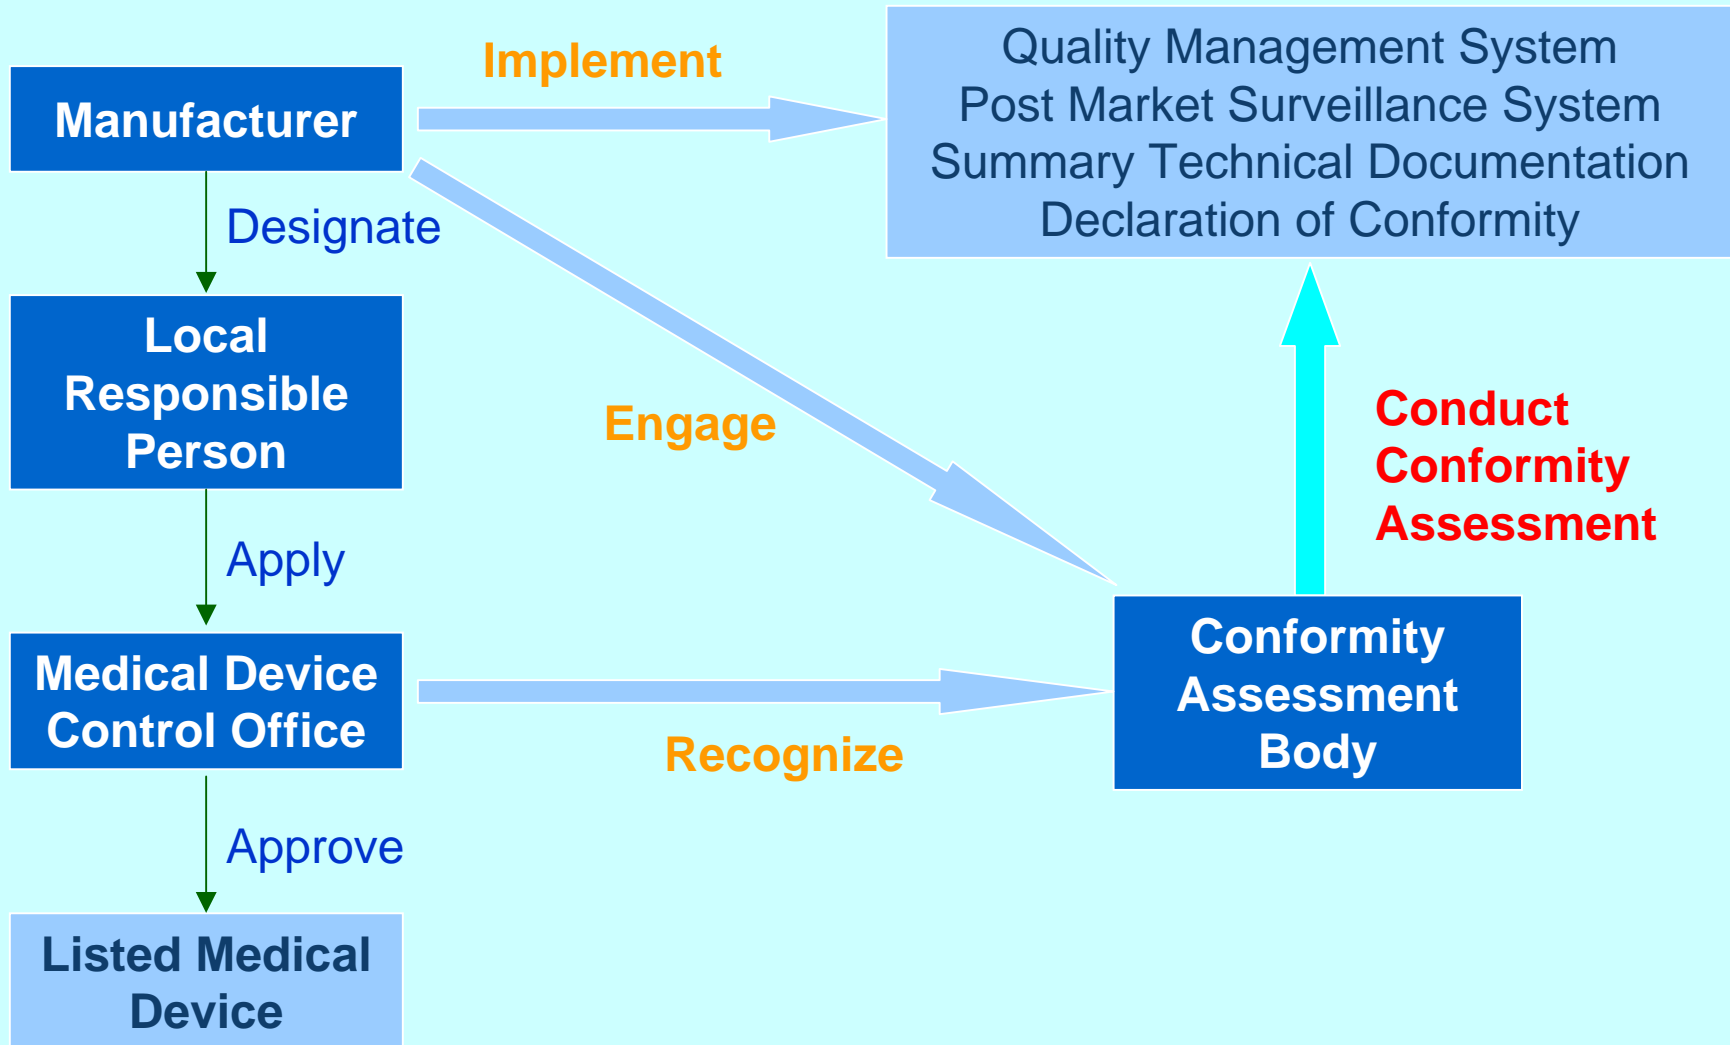 Implement
Quality Management System
Post Market Surveillance System
Summary Technical Documentation
Declaration of Conformity
Manufacturer
Designate
Local
Responsible
Person
Engage
Conduct
Conformity
Assessment
Apply
Medical Device
Control Office
Recognize
Conformity
Assessment
Body
Approve
Listed Medical
Device